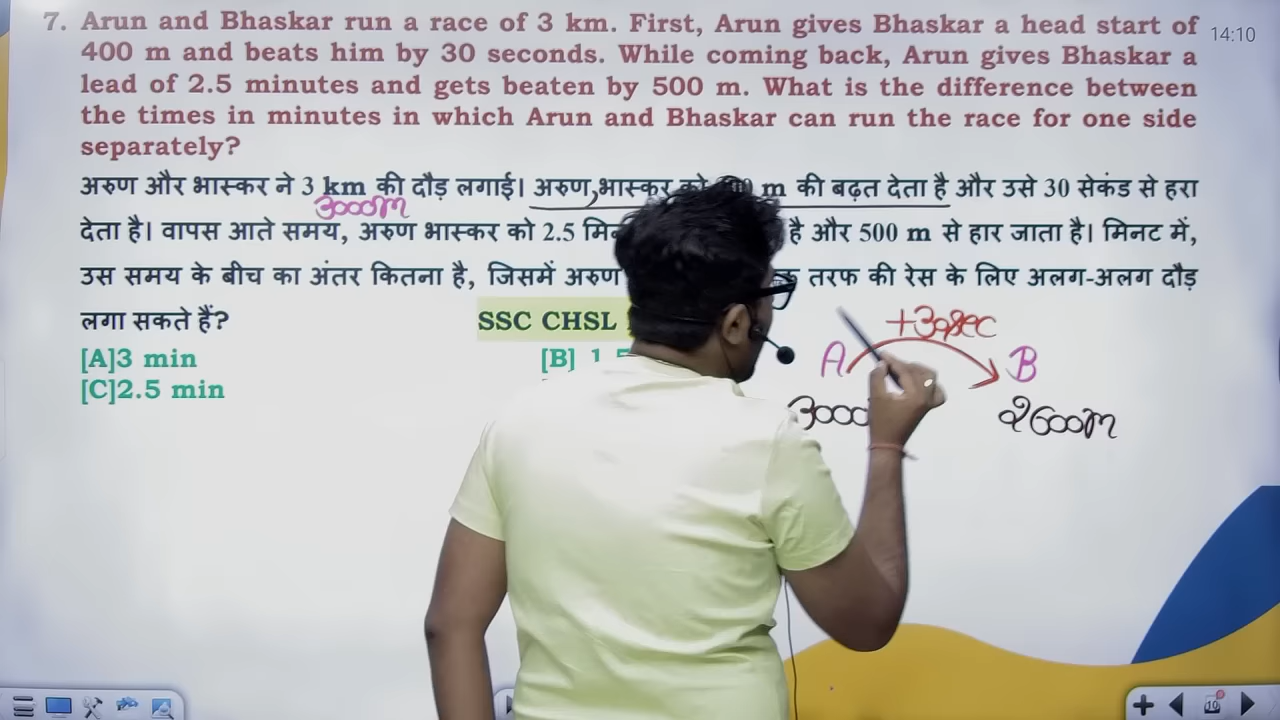 7. Arun and Bhaskar run a race of 3 km. First, Arun gives Bhaskar a head start of
14:10
400 m and beats him by 30 seconds. While coming back, Arun gives Bhaskar a
lead of 2.5 minutes and gets beaten by 500 m. What is the difference between
the times in minutes in which Arun and Bhaskar can run the race for one side
separately?
अरुण और भास्कर ने 3 km की दौड़ लगाई। अरुण,भास्कर को m की बढ़त देता है और उसे 30 सेकंड से हरा
3000m
देता है। वापस आते समय, अरुण भास्कर को 2.5 है और 500 m से हार जाता है। मिनट में,
उस समय के बीच का अंतर कितना है, जिसमें अरुण तरफ की रेस के लिए अलग-अलग दौड़
लगा सकते हैं?
SSC CHSL
+30sec
[A]3 min
[B]
A
B
[C]2.5 min
3000
2600m
10